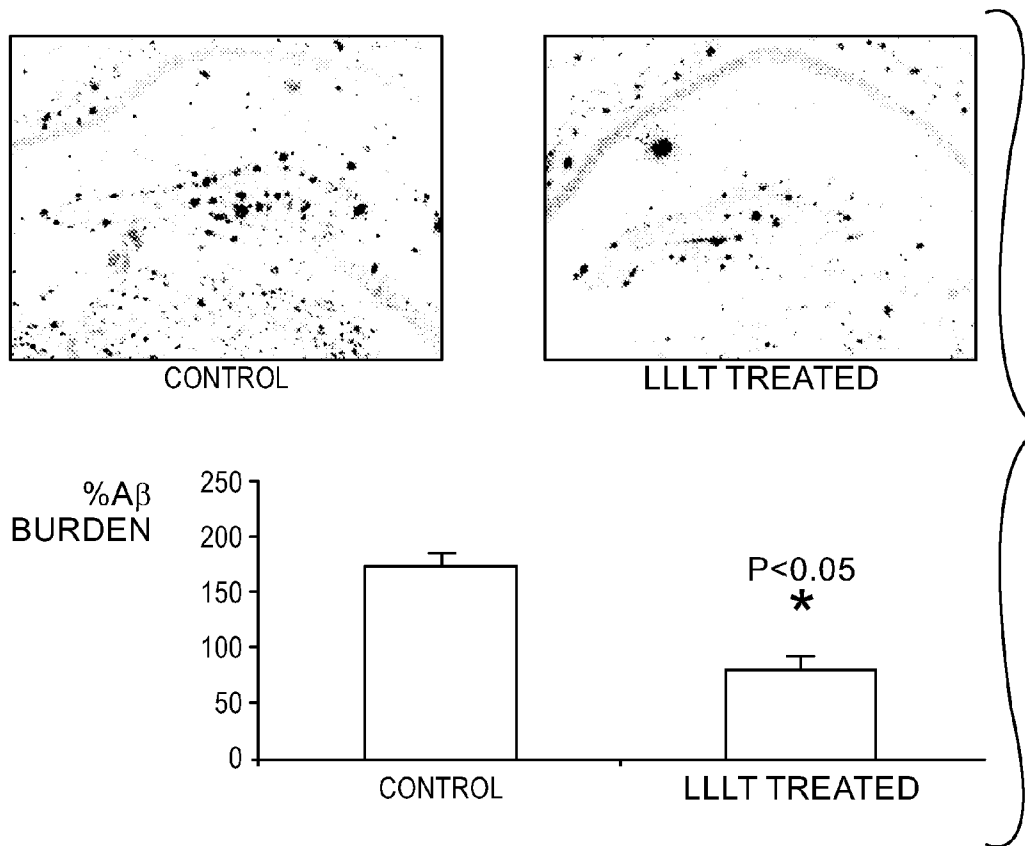 CONTROL
LLLT TREATED
%Aβ
BURDEN
250
200
150
100
50
0
P<0.05
*
CONTROL
LLLT TREATED